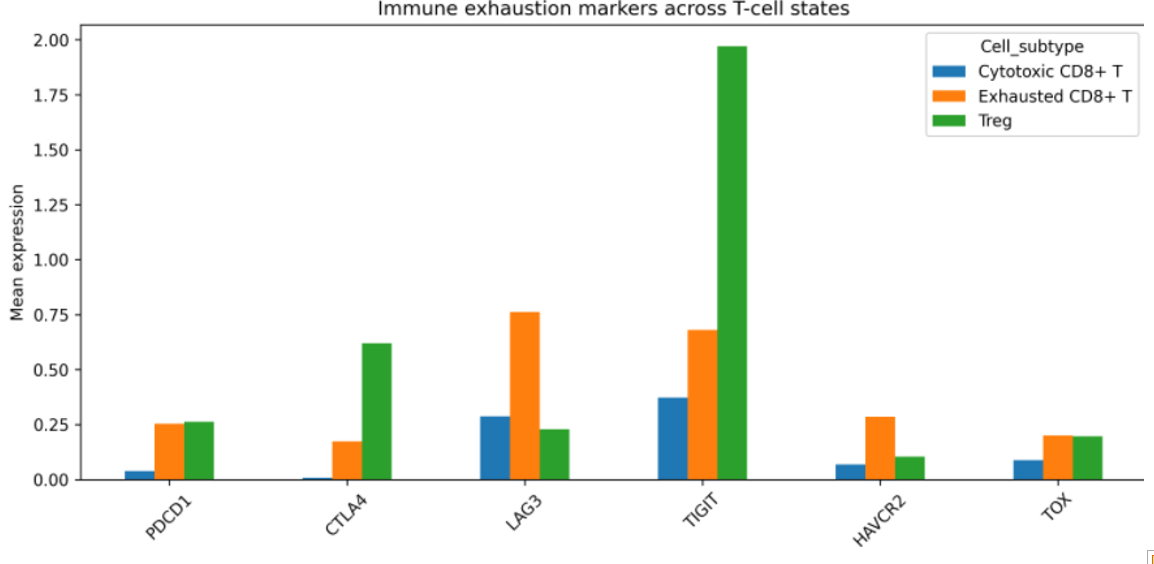 Immune exhaustion markers across T-cell states
Cell_subtype
Cytotoxic CD8+ T
Exhausted CD8+ T
Treg
Mean expression
2.00
1.75
1.50
1.25
1.00
0.75
0.50
0.25
0.00
PDCD1
CTLA4
LAG3
TIGIT
HAVCR2
TOX